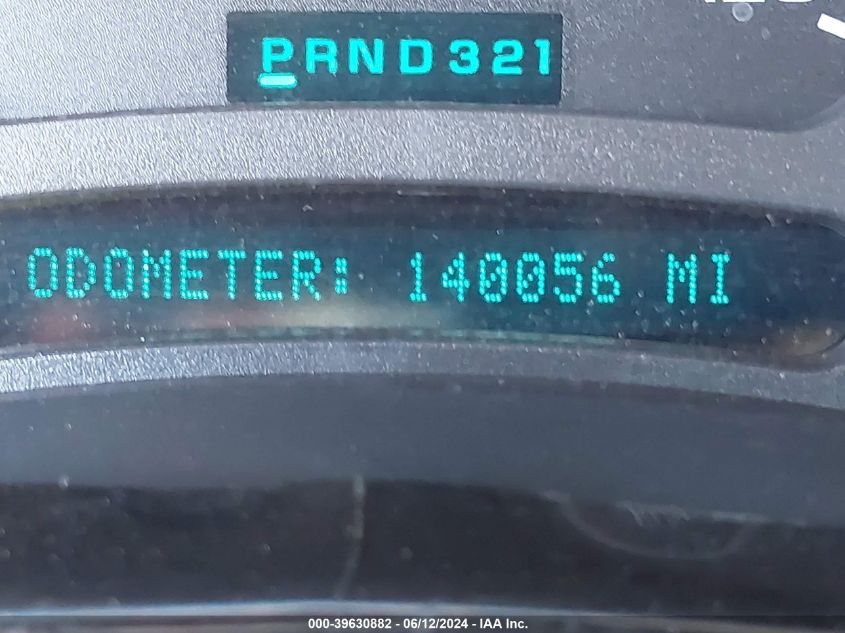 PRND321
ODOMETER: 140056 MI
000-39630882 - 06/12/2024 - IAA Inc.